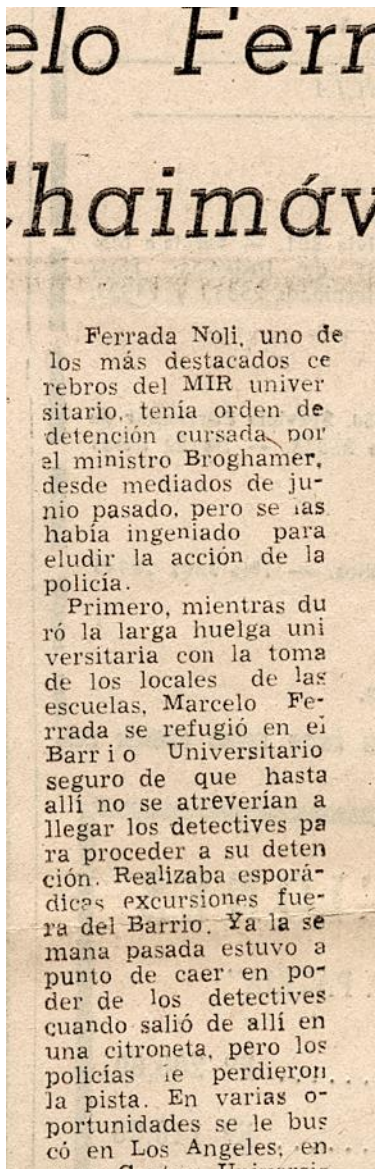 elo Ferr
Chaimáv
Ferrada Noli, uno de
los más destacados ce
rebros del MIR univer
sitario, tenía orden de
detención cursada por
el ministro Broghamer,
desde mediados de ju-
nio pasado, pero se las
había ingeniado para
eludir la acción de la
policía.
Primero, mientras du
ró la larga huelga uni
versitaria con la toma
de los locales de las
escuelas, Marcelo Fe-
rrada se refugió en el
Barrio Universitario
seguro de que hasta
allí no se atreverían a
llegar los detectives pa
ra proceder a su deten
ción. Realizaba esporá-
dicas excursiones fue-
ra del Barrio. Ya la se
mana pasada estuvo a
punto de caer en po-
der de los detectives
cuando salió de allí en
una citroneta, pero los
policías le perdieron
la pista. En varias o-
portunidades se le bus
có en Los Angeles, en